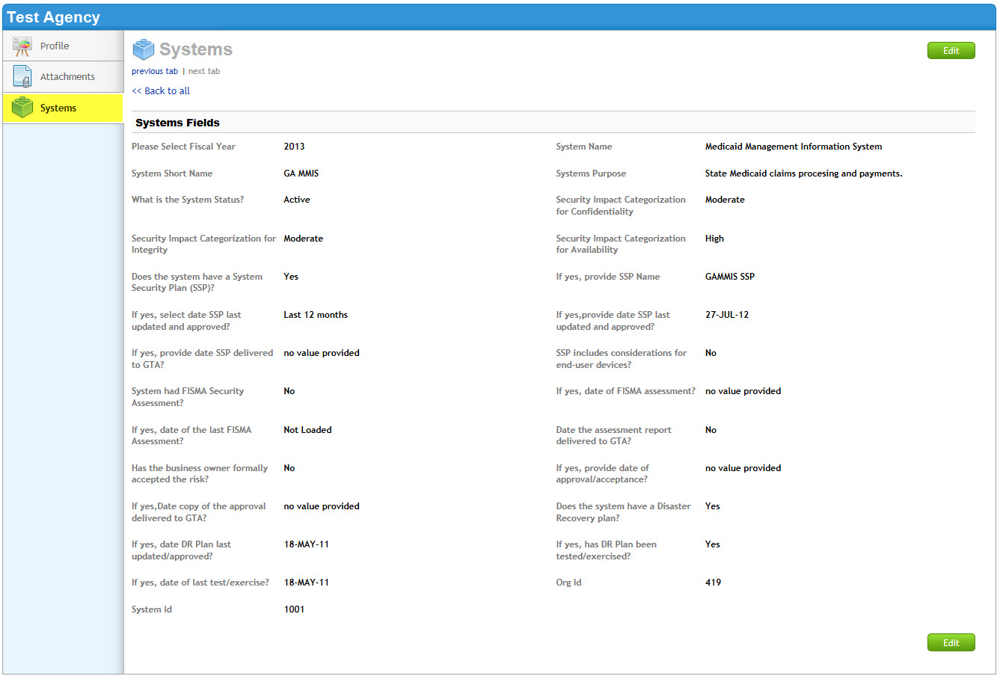 Test Agency
Profile
Attachments
Systems
Systems
Edit
previous tab | next tab
<< Back to all
Systems Fields
Please Select Fiscal Year 2013 System Name Medicaid Management Information System
System Short Name GA MMIS Systems Purpose State Medicaid claims procesing and payments.
What is the System Status? Active Security Impact Categorization Moderate
for Confidentiality
Security Impact Categorization for Moderate Security Impact Categorization High
Integrity for Availability
Does the system have a System Yes If yes, provide SSP Name GAMMIS SSP
Security Plan (SSP)?
If yes, select date SSP last Last 12 months If yes,provide date SSP last 27-JUL-12
updated and approved? updated and approved?
If yes, provide date SSP delivered no value provided SSP includes considerations for No
to GTA? end-user devices?
System had FISMA Security No If yes, date of FISMA assessment? no value provided
Assessment?
If yes, date of the last FISMA Not Loaded Date the assessment report No
Assessment? delivered to GTA?
Has the business owner formally No If yes, provide date of no value provided
accepted the risk? approval/acceptance?
If yes,Date copy of the approval no value provided Does the system have a Disaster Yes
delivered to GTA? Recovery plan?
If yes, date DR Plan last 18-MAY-11 If yes, has DR Plan been Yes
updated/approved? tested/exercised?
If yes, date of last test/exercise? 18-MAY-11 Org Id 419
System Id 1001
Edit